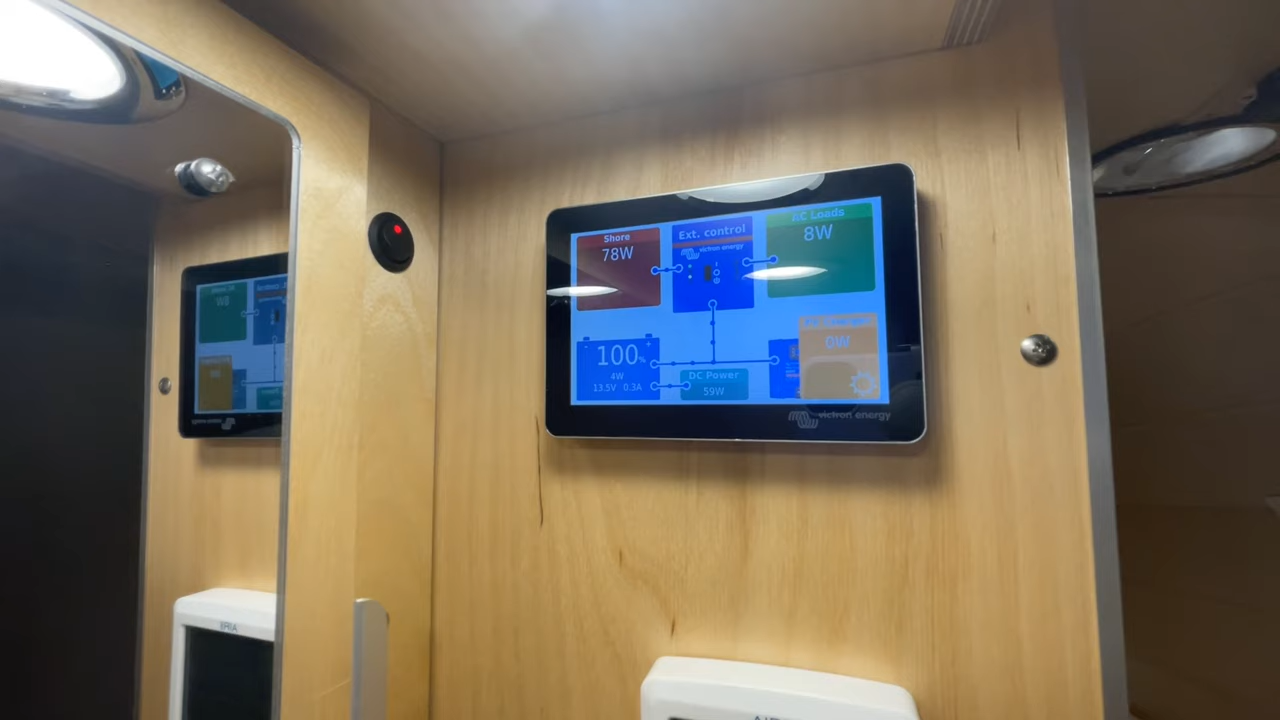 Shore
78W
Ext. control
victron energy
AC Loads
8W
100%
4W
13.5V 0.3A
DC Power
59W
0W
victron energy